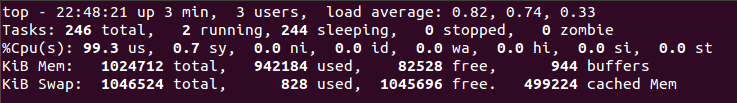 top - 22:48:21 up 3 min,  3 users,  load average: 0.82, 0.74, 0.33
Tasks: 246 total,   2 running, 244 sleeping,   0 stopped,   0 zombie
%Cpu(s): 99.3 us,  0.7 sy,  0.0 ni,  0.0 id,  0.0 wa,  0.0 hi,  0.0 si,  0.0 st
KiB Mem:   1024712 total,   942184 used,    82528 free,      944 buffers
KiB Swap:  1046524 total,      828 used,  1045696 free.   499224 cached Mem